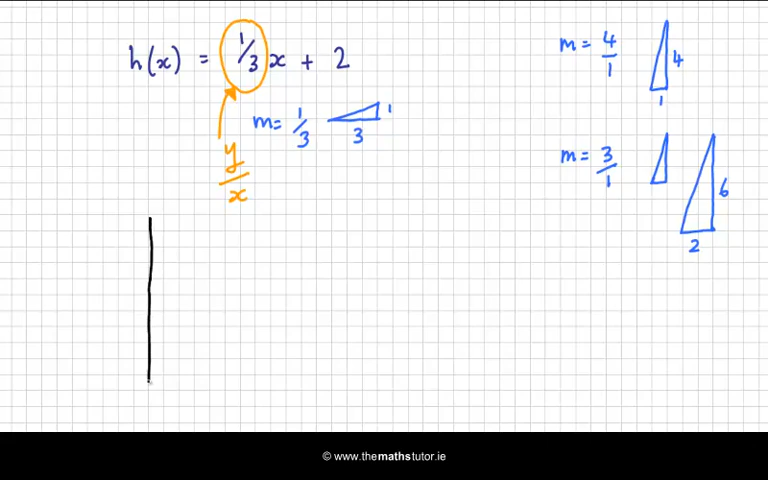 h(x) = 1/3 x + 2
m = 1/3
1
3
y/x
m = 4/1
4
1
m = 3/1
6
2
© www.themathstutor.ie